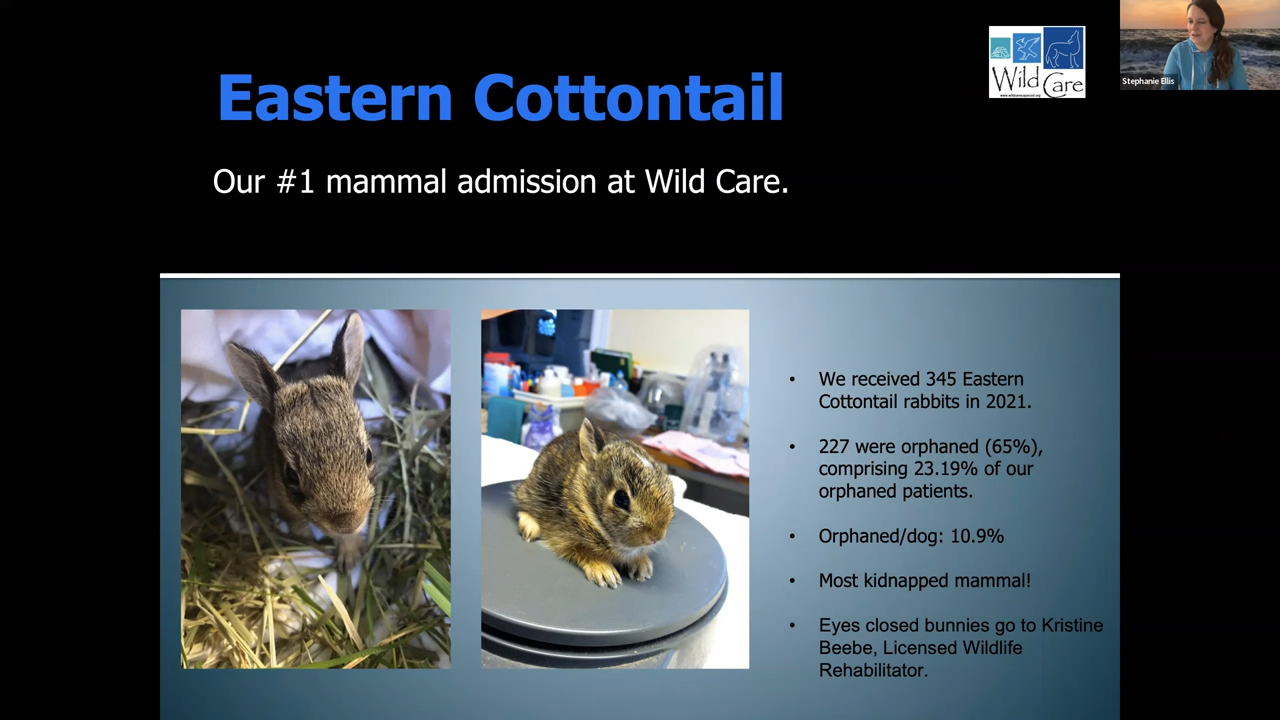 Eastern Cottontail
Our #1 mammal admission at Wild Care.
Wild Care
Stephanie Ellis
• We received 345 Eastern
Cottontail rabbits in 2021.
• 227 were orphaned (65%),
comprising 23.19% of our
orphaned patients.
• Orphaned/dog: 10.9%
• Most kidnapped mammal!
• Eyes closed bunnies go to Kristine
Beebe, Licensed Wildlife
Rehabilitator.